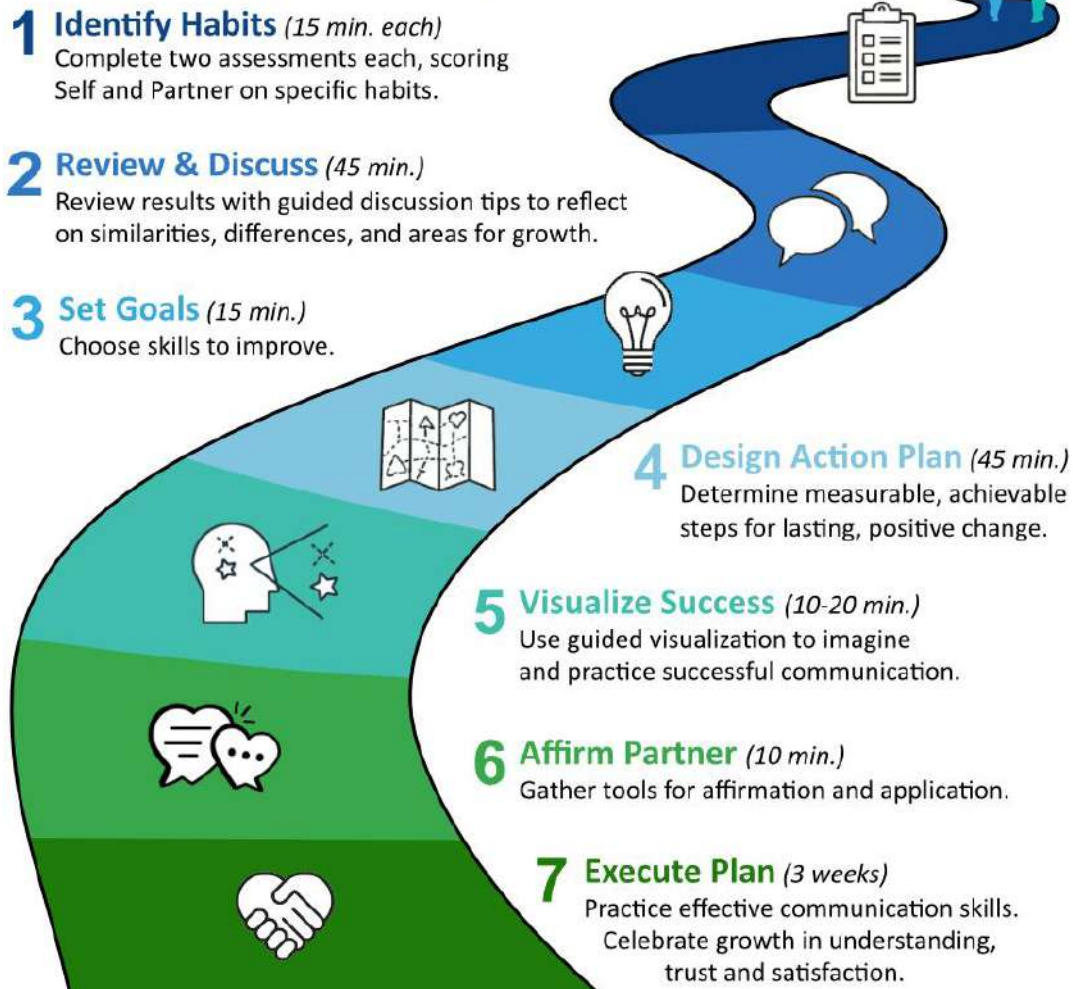 1 Identify Habits (15 min. each)
Complete two assessments each, scoring
Self and Partner on specific habits.
2 Review & Discuss (45 min.)
Review results with guided discussion tips to reflect
on similarities, differences, and areas for growth.
3 Set Goals (15 min.)
Choose skills to improve.
4 Design Action Plan (45 min.)
Determine measurable, achievable
steps for lasting, positive change.
5 Visualize Success (10-20 min.)
Use guided visualization to imagine
and practice successful communication.
6 Affirm Partner (10 min.)
Gather tools for affirmation and application.
7 Execute Plan (3 weeks)
Practice effective communication skills.
Celebrate growth in understanding,
trust and satisfaction.